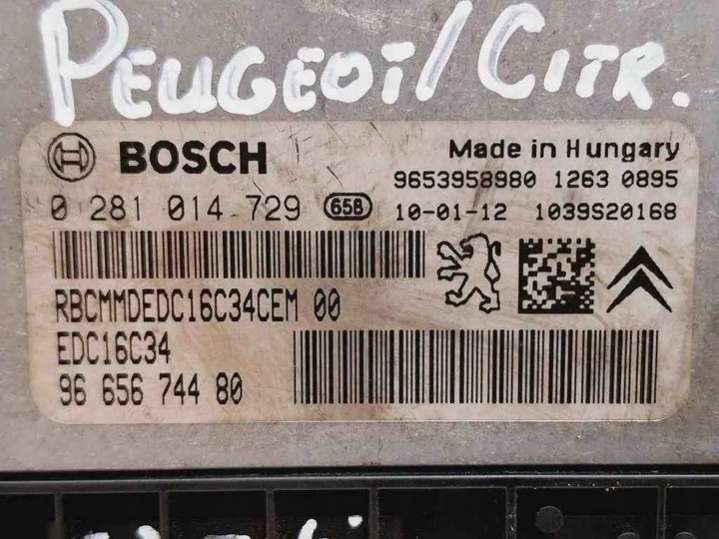 PEUGEOT/CITR.
BOSCH
Made in Hungary
9653958980 1263 0895
0 281 014 729 658 10-01-12 1039S20168
RBCMMDEDC16C34CEM 00
EDC16C34
96 656 744 80